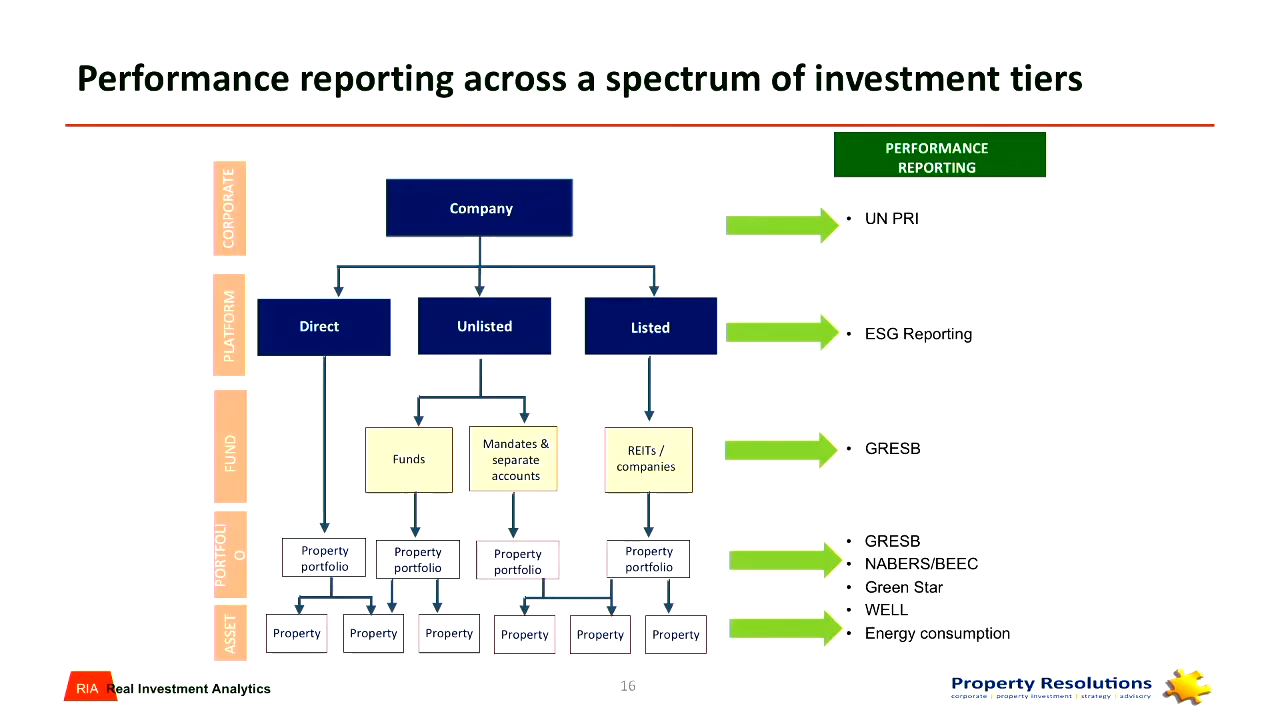 Performance reporting across a spectrum of investment tiers
PERFORMANCE
REPORTING
CORPORATE
Company
• UN PRI
PLATFORM
Direct
Unlisted
Listed
• ESG Reporting
FUND
Funds
Mandates &
separate
accounts
REITs /
companies
• GRESB
PORTFOLI
O
Property
portfolio
Property
portfolio
Property
portfolio
Property
portfolio
• GRESB
• NABERS/BEEC
• Green Star
• WELL
• Energy consumption
ASSET
Property
Property
Property
Property
Property
Property
RIA Real Investment Analytics
16
Property Resolutions
corporate | property investment | strategy | advisory